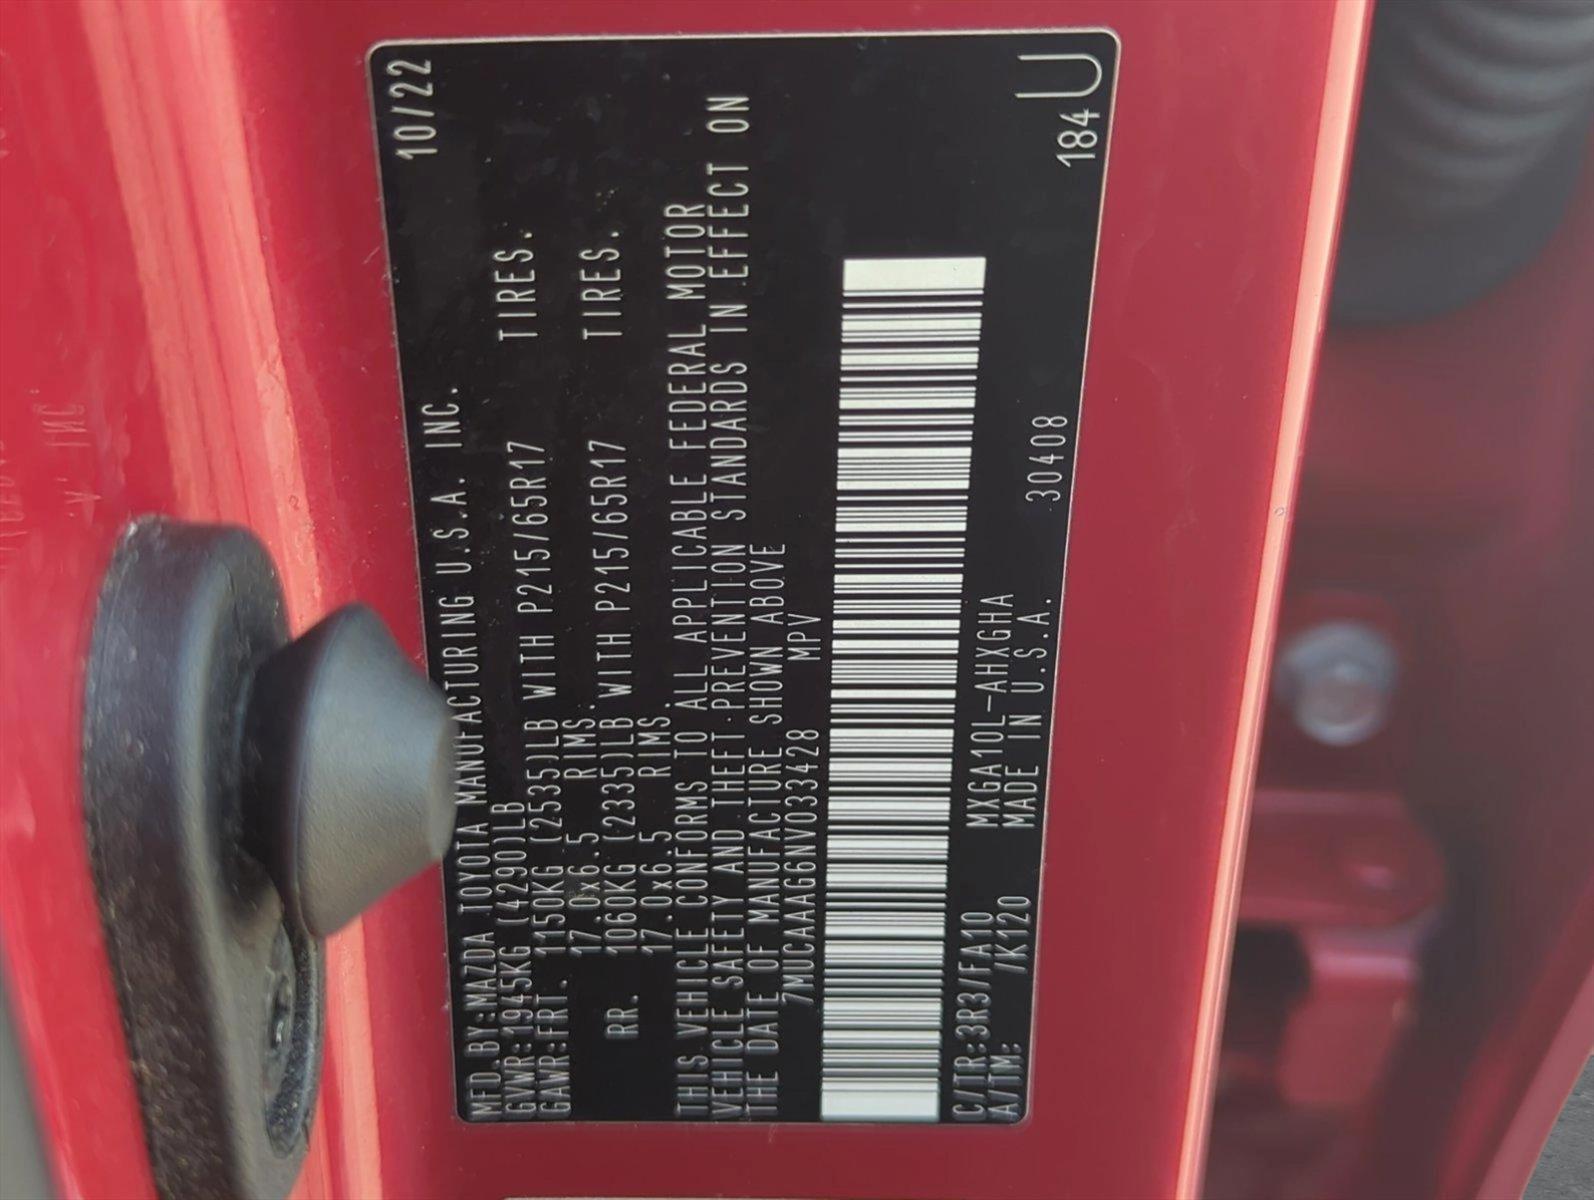 MFD.BY:MAZDA TOYOTA MANUFACTURING U.S.A. INC. 10/22
GVWR:1945KG (4290)LB
GAWR:FRT. 1150KG (2535)LB WITH P215/65R17 TIRES.
17.0x6.5 RIMS.
RR. 1060KG (2335)LB WITH P215/65R17 TIRES.
17.0x6.5 RIMS.
THIS VEHICLE CONFORMS TO ALL APPLICABLE FEDERAL MOTOR
VEHICLE SAFETY AND THEFT PREVENTION STANDARDS IN EFFECT ON
THE DATE OF MANUFACTURE SHOWN ABOVE
7MUCAAAG6NV033428 MPV
C/TR:3R3/FA10 MXGA10L-AHXGHA
A/TM: /K120 MADE IN U.S.A. 30408 184 U